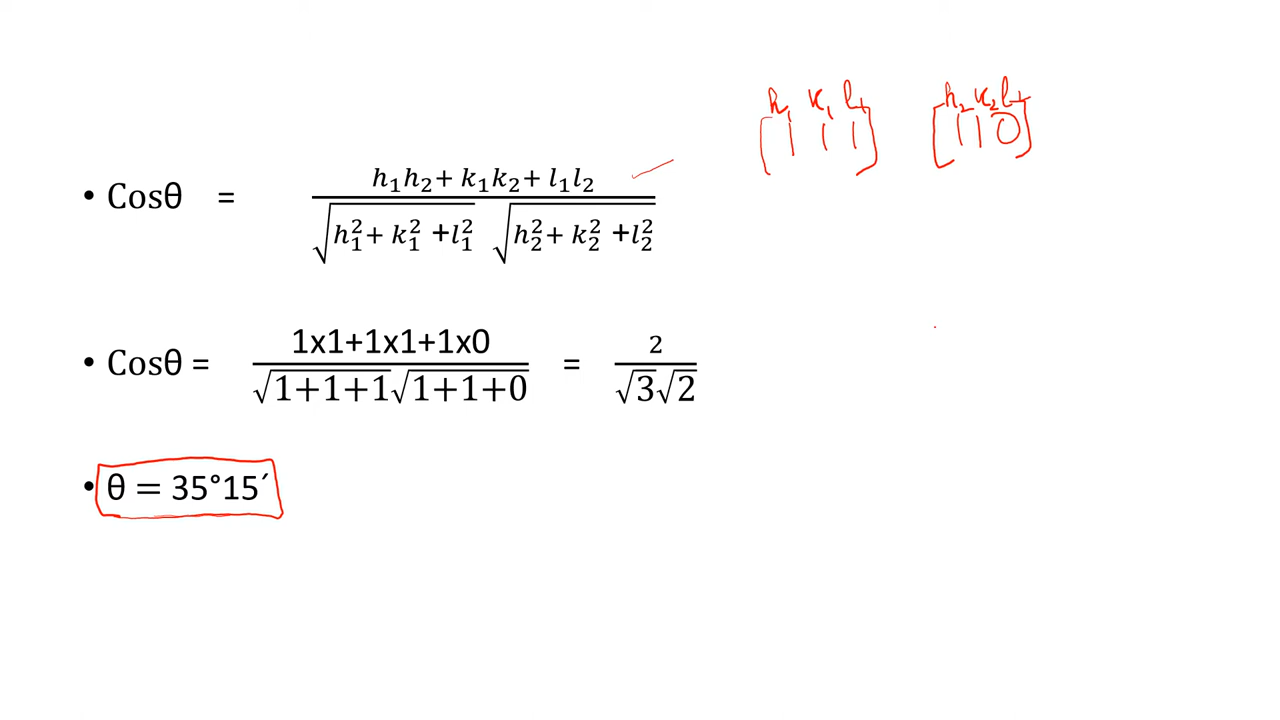 h₁ k₁ l₁ h₂ k₂ l₂
[1 1 1] [1 1 0]
• Cosθ = h₁h₂+ k₁k₂+ l₁l₂ / √(h₁²+ k₁² +l₁²) √(h₂²+ k₂² +l₂²)
• Cosθ = 1x1+1x1+1x0 / √(1+1+1)√(1+1+0) = 2 / √3√2
• θ = 35°15´